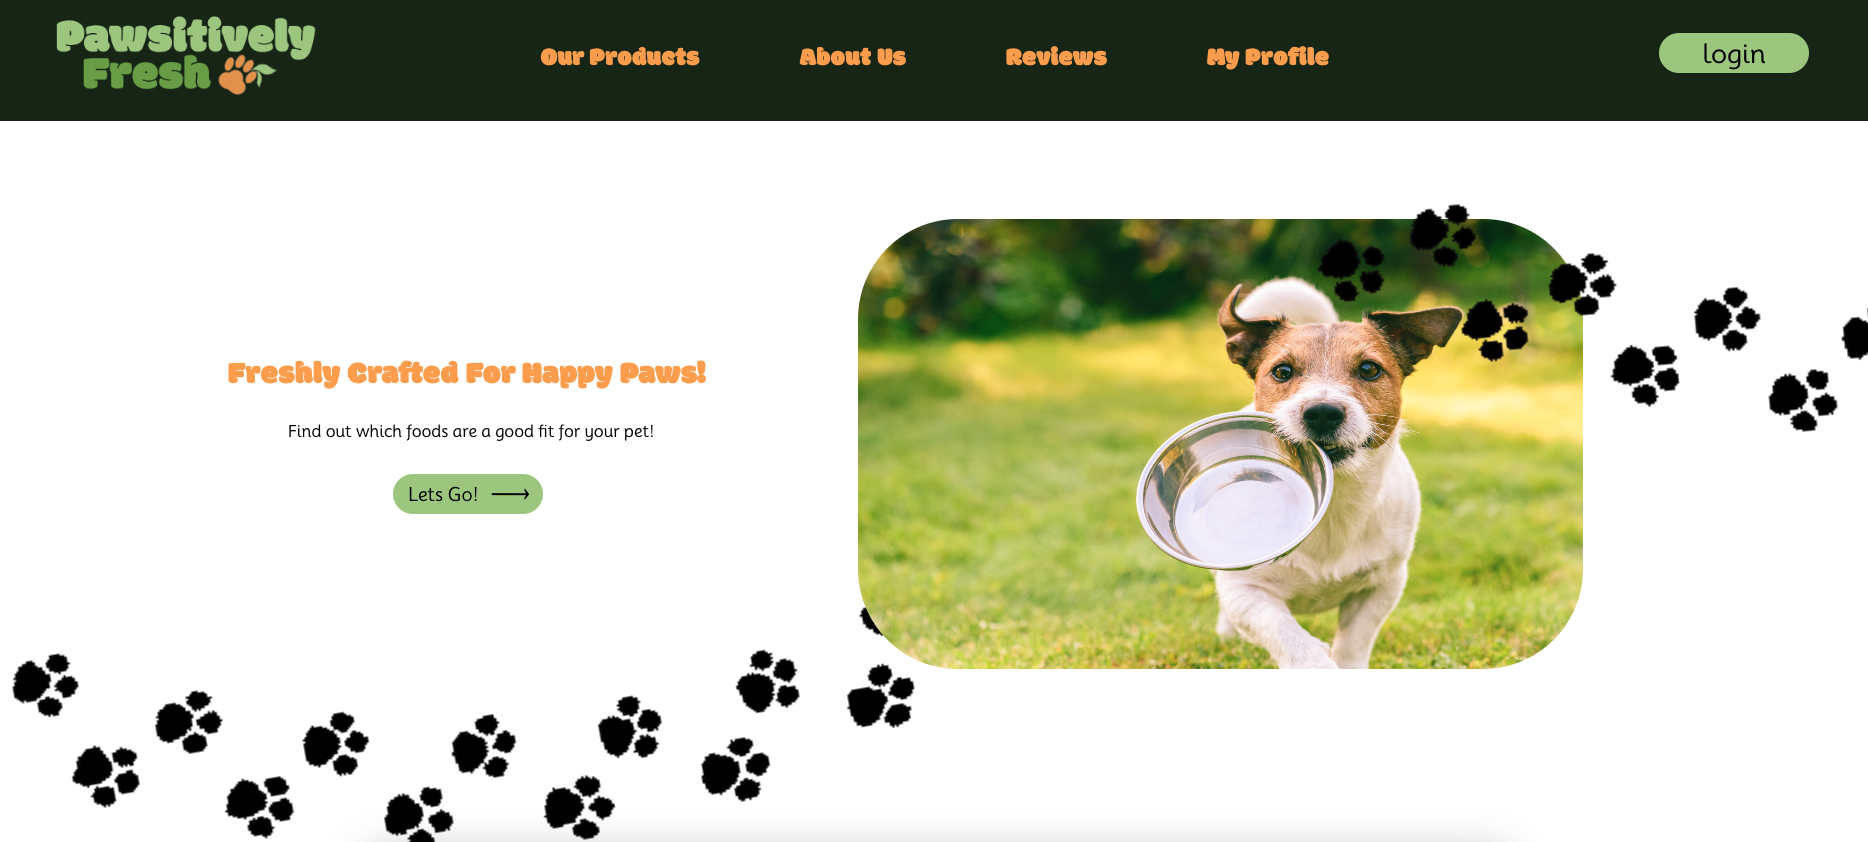 Pawsitively
Fresh
Our Products
About Us
Reviews
My Profile
login
Freshly Crafted For Happy Paws!
Find out which foods are a good fit for your pet!
Lets Go!